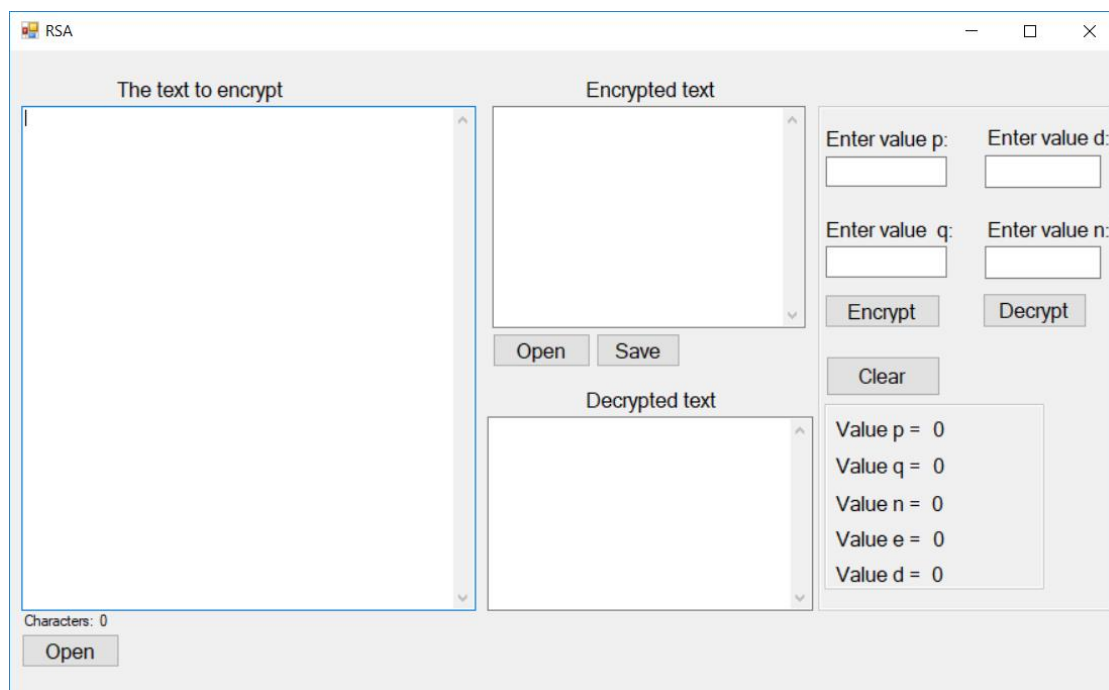 RSA
The text to encrypt
Encrypted text
Enter value p:
Enter value d:
Enter value  q:
Enter value n:
Encrypt
Decrypt
Open
Save
Clear
Decrypted text
Value p =  0
Value q =  0
Value n =  0
Value e =  0
Value d =  0
Characters:  0
Open